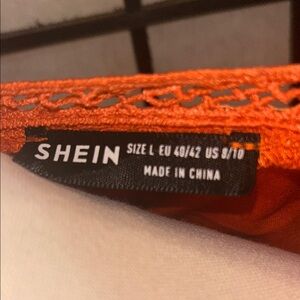 SHEIN SIZE L EU 40/42 US 8/10
MADE IN CHINA